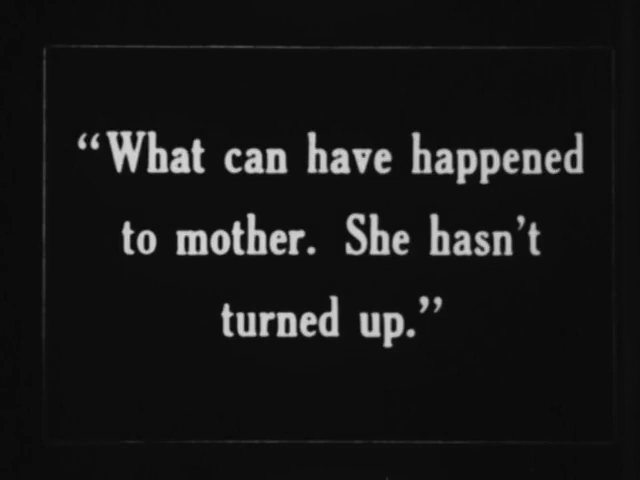 “What can have happened
to mother. She hasn’t
turned up.”